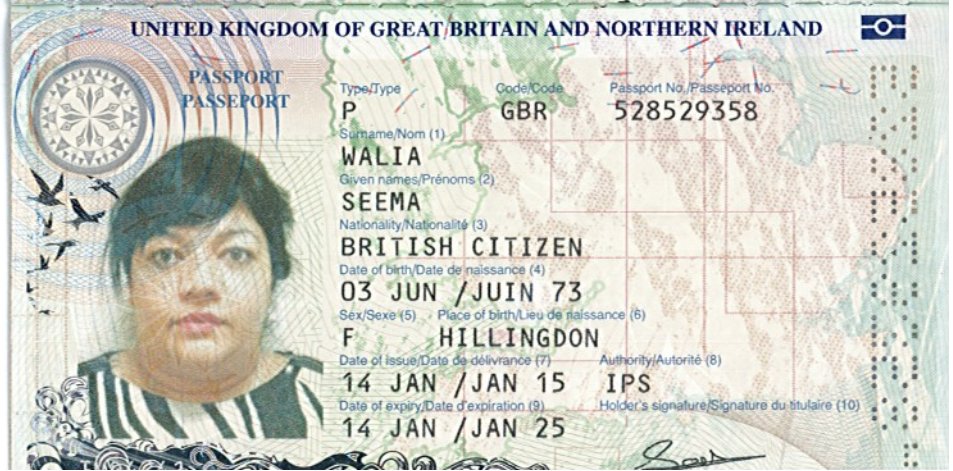 UNITED KINGDOM OF GREAT BRITAIN AND NORTHERN IRELAND
PASSPORT
PASSEPORT
Type/Type Code/Code Passport No./Passeport No.
P GBR 528529358
Surname/Nom (1)
WALIA
Given names/Prénoms (2)
SEEMA
Nationality/Nationalité (3)
BRITISH CITIZEN
Date of birth/Date de naissance (4)
03 JUN /JUIN 73
Sex/Sexe (5) Place of birth/Lieu de naissance (6)
F HILLINGDON
Date of issue/Date de délivrance (7) Authority/Autorité (8)
14 JAN /JAN 15 IPS
Date of expiry/Date d'expiration (9) Holder's signature/Signature du titulaire (10)
14 JAN /JAN 25